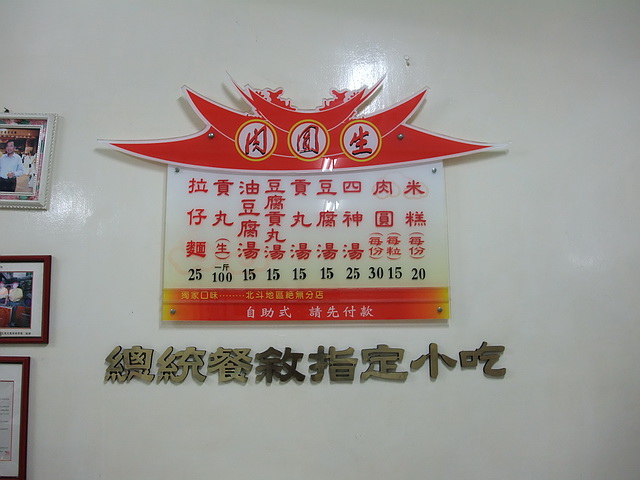 肉圓生
米糕(每份) 20
肉圓(每粒) 15 (每份) 30
四神湯 25
豆腐湯 15
貢丸湯 15
豆腐貢丸湯 15
油豆腐湯 15
貢丸(生) 一斤 100
拉仔麵 25
獨家口味........北斗地區絕無分店
自助式 請先付款
總統餐敘指定小吃